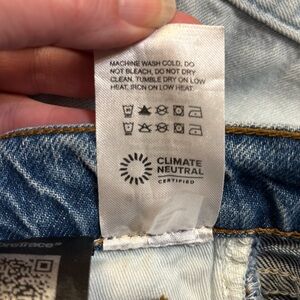 MACHINE WASH COLD, DO
NOT BLEACH, DO NOT DRY
CLEAN, TUMBLE DRY ON LOW
HEAT, IRON ON LOW HEAT.
CLIMATE
NEUTRAL
CERTIFIED